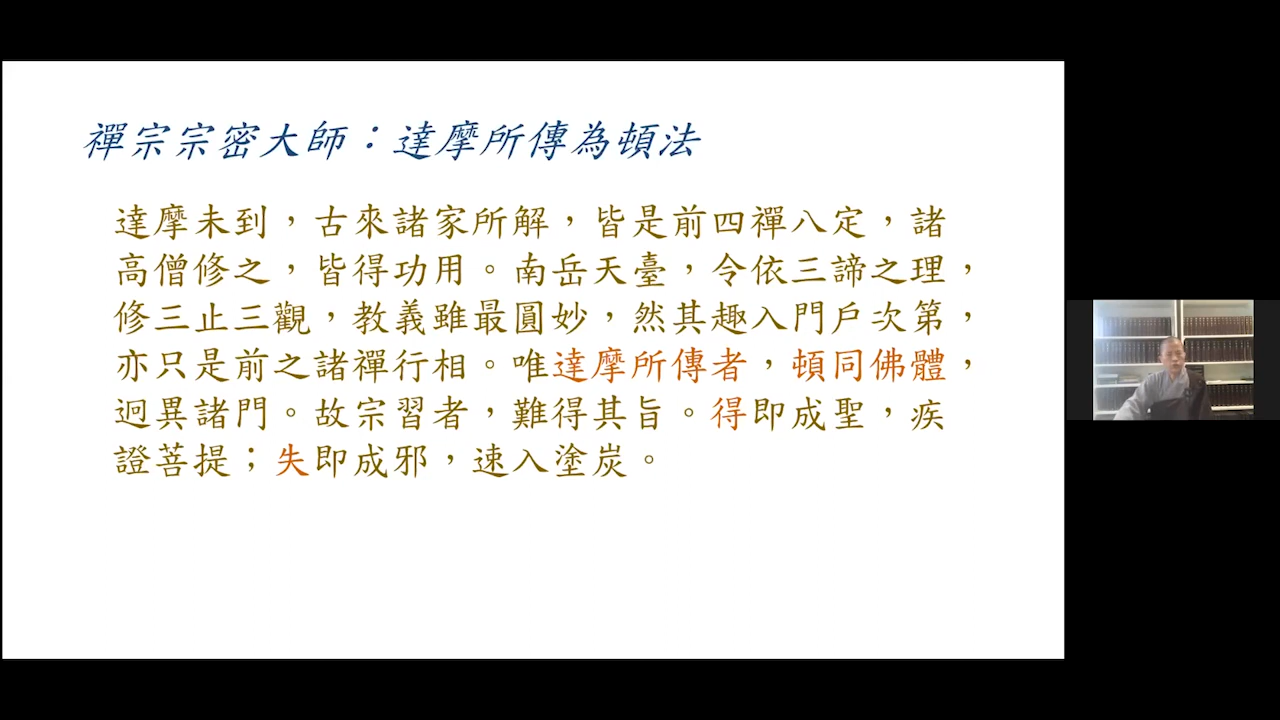 禪宗宗密大師：達摩所傳為頓法
達摩未到，古來諸家所解，皆是前四禪八定，諸
高僧修之，皆得功用。南岳天臺，令依三諦之理，
修三止三觀，教義雖最圓妙，然其趣入門戶次第，
亦只是前之諸禪行相。唯達摩所傳者，頓同佛體，
迥異諸門。故宗習者，難得其旨。得即成聖，疾
證菩提；失即成邪，速入塗炭。